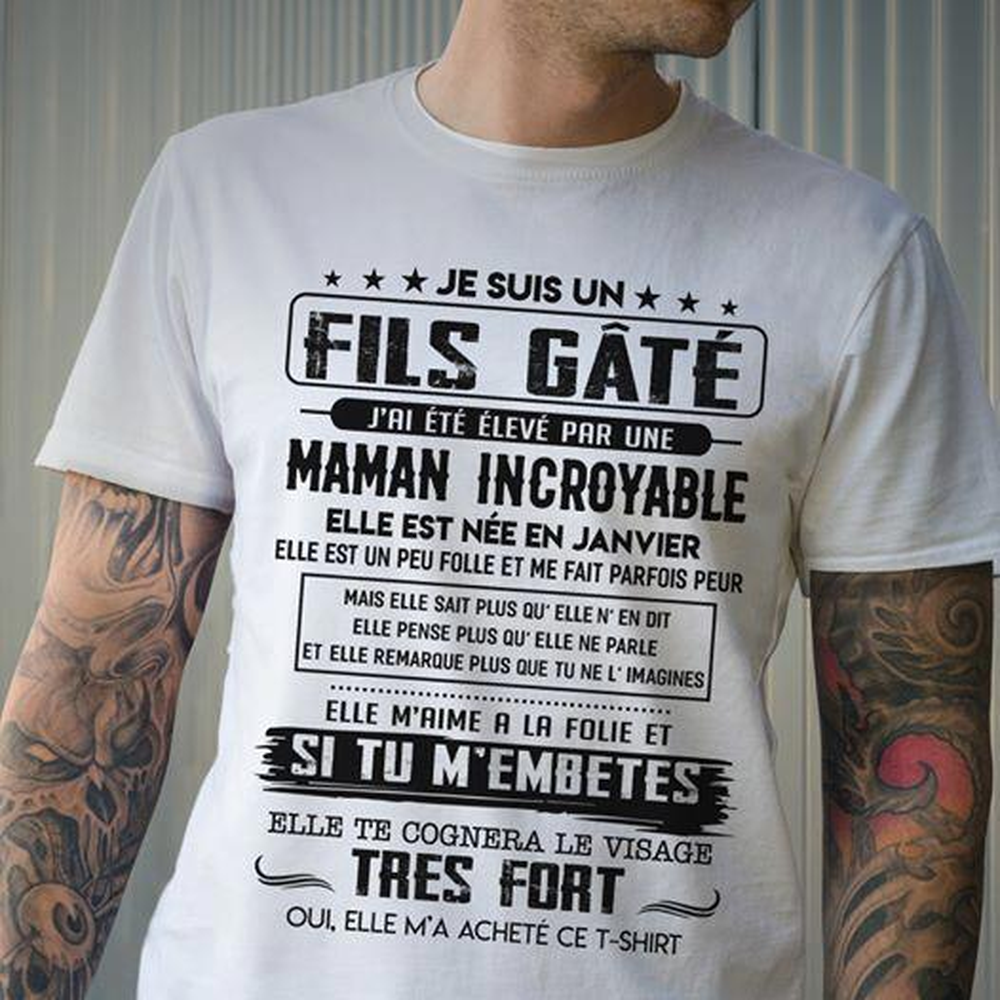 JE SUIS UN
FILS GÂTÉ
J'AI ÉTÉ ÉLEVÉ PAR UNE
MAMAN INCROYABLE
ELLE EST NÉE EN JANVIER
ELLE EST UN PEU FOLLE ET ME FAIT PARFOIS PEUR
MAIS ELLE SAIT PLUS QU' ELLE N' EN DIT
ELLE PENSE PLUS QU' ELLE NE PARLE
ET ELLE REMARQUE PLUS QUE TU NE L' IMAGINES
ELLE M'AIME A LA FOLIE ET
SI TU M'EMBETES
ELLE TE COGNERA LE VISAGE
TRES FORT
OUI, ELLE M'A ACHETÉ CE T-SHIRT